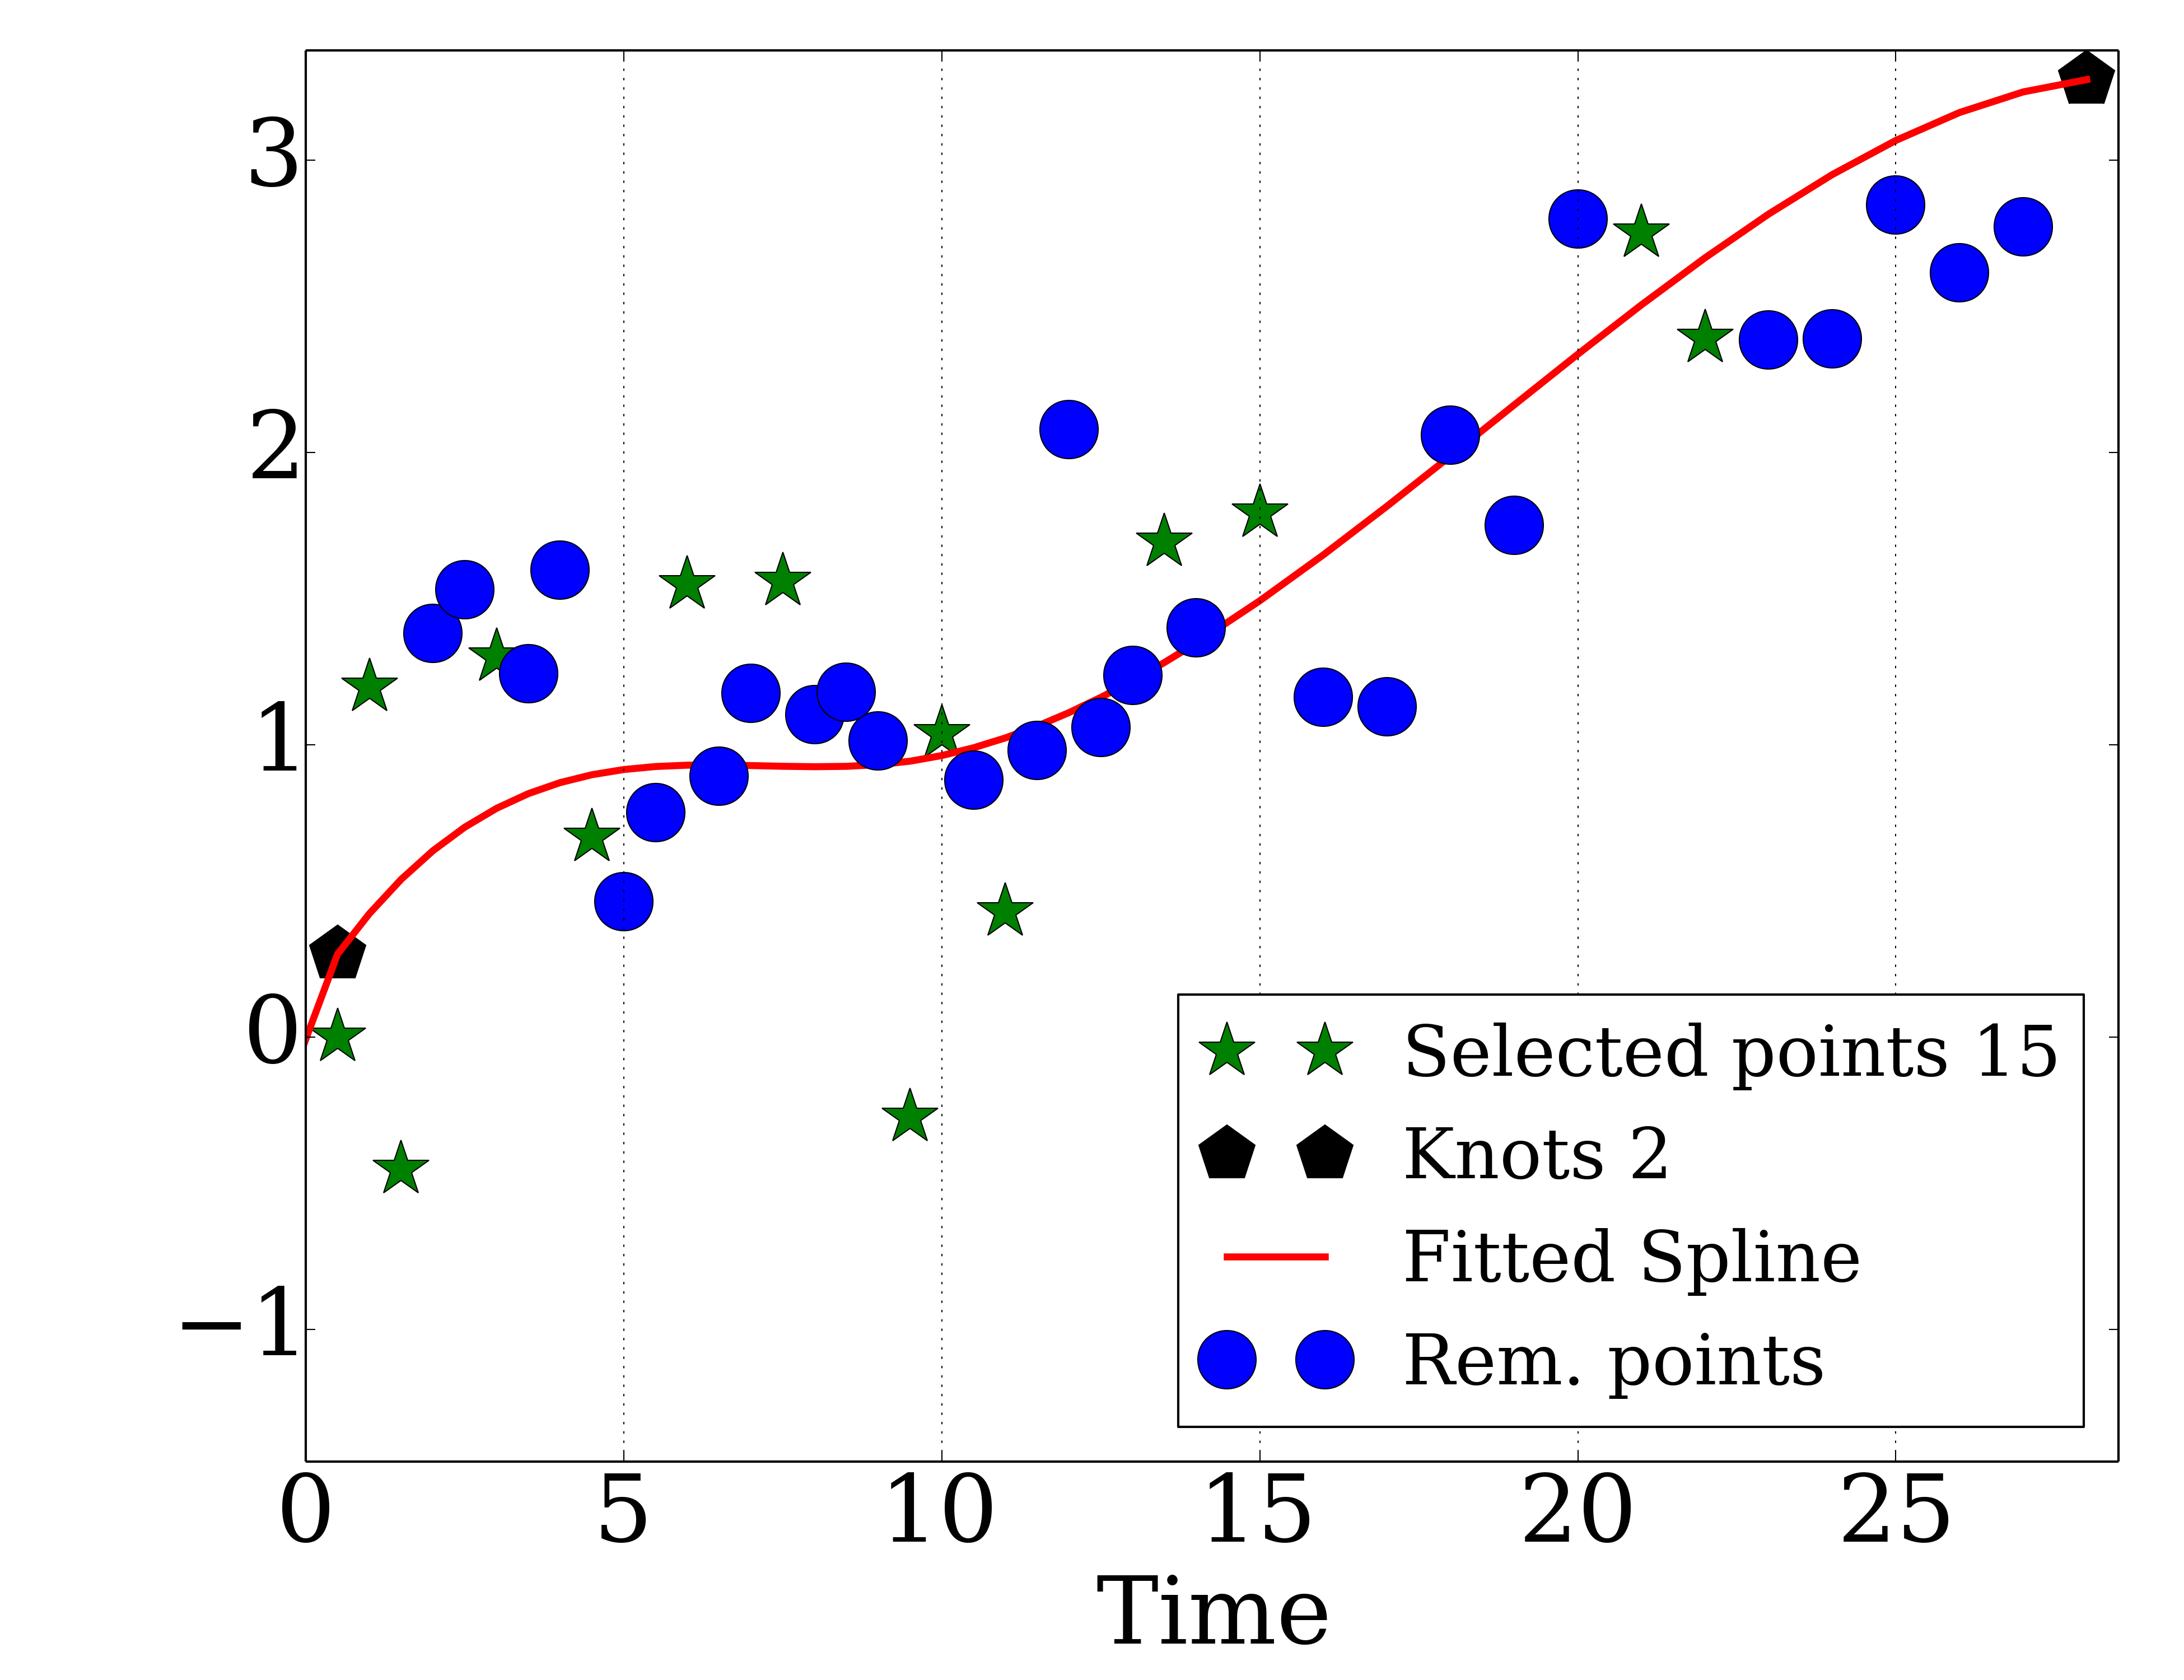 3
2
1
0
−1
Selected points 15
Knots 2
Fitted Spline
Rem. points
0 5 10 15 20 25
Time